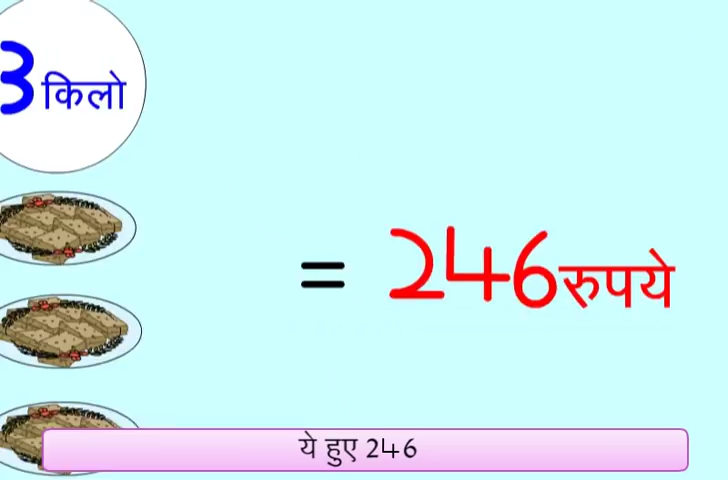 3 किलो
= 246 रुपये
ये हुए 246